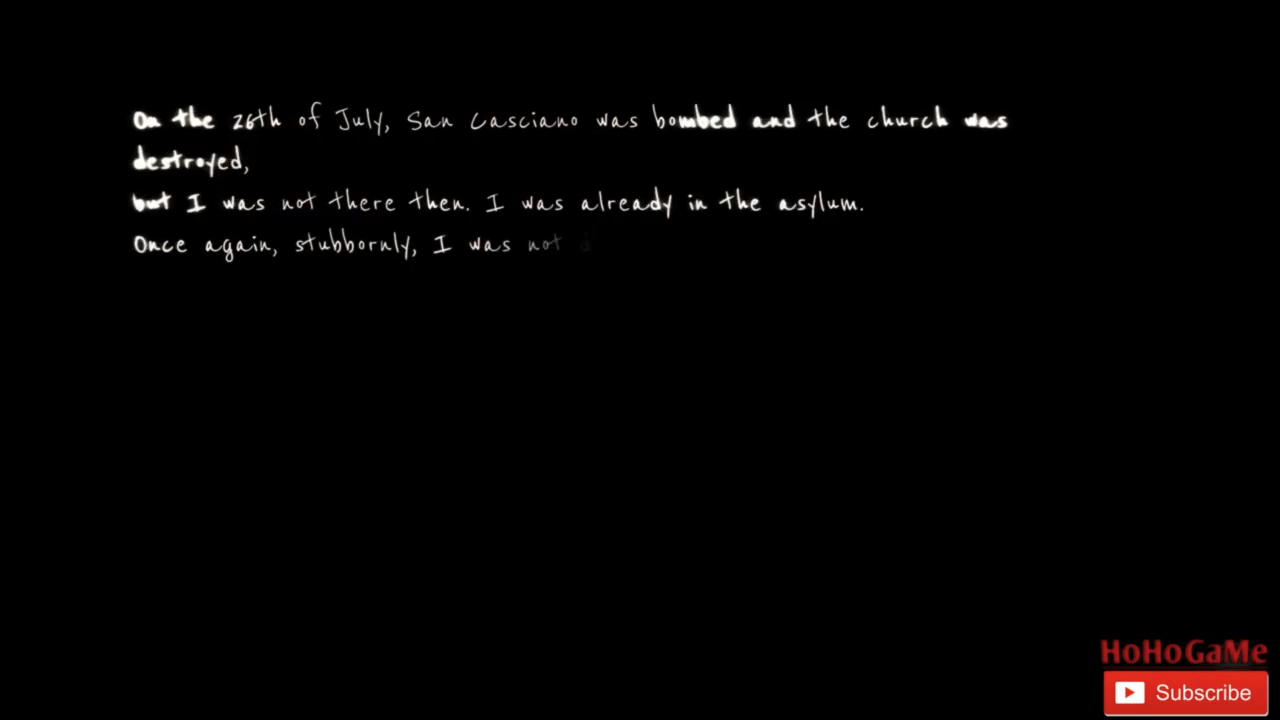 On the 26th of July, San Casciano was bombed and the church was
destroyed,
but I was not there then. I was already in the asylum.
Once again, stubbornly, I was not
HoHoGaMe
Subscribe